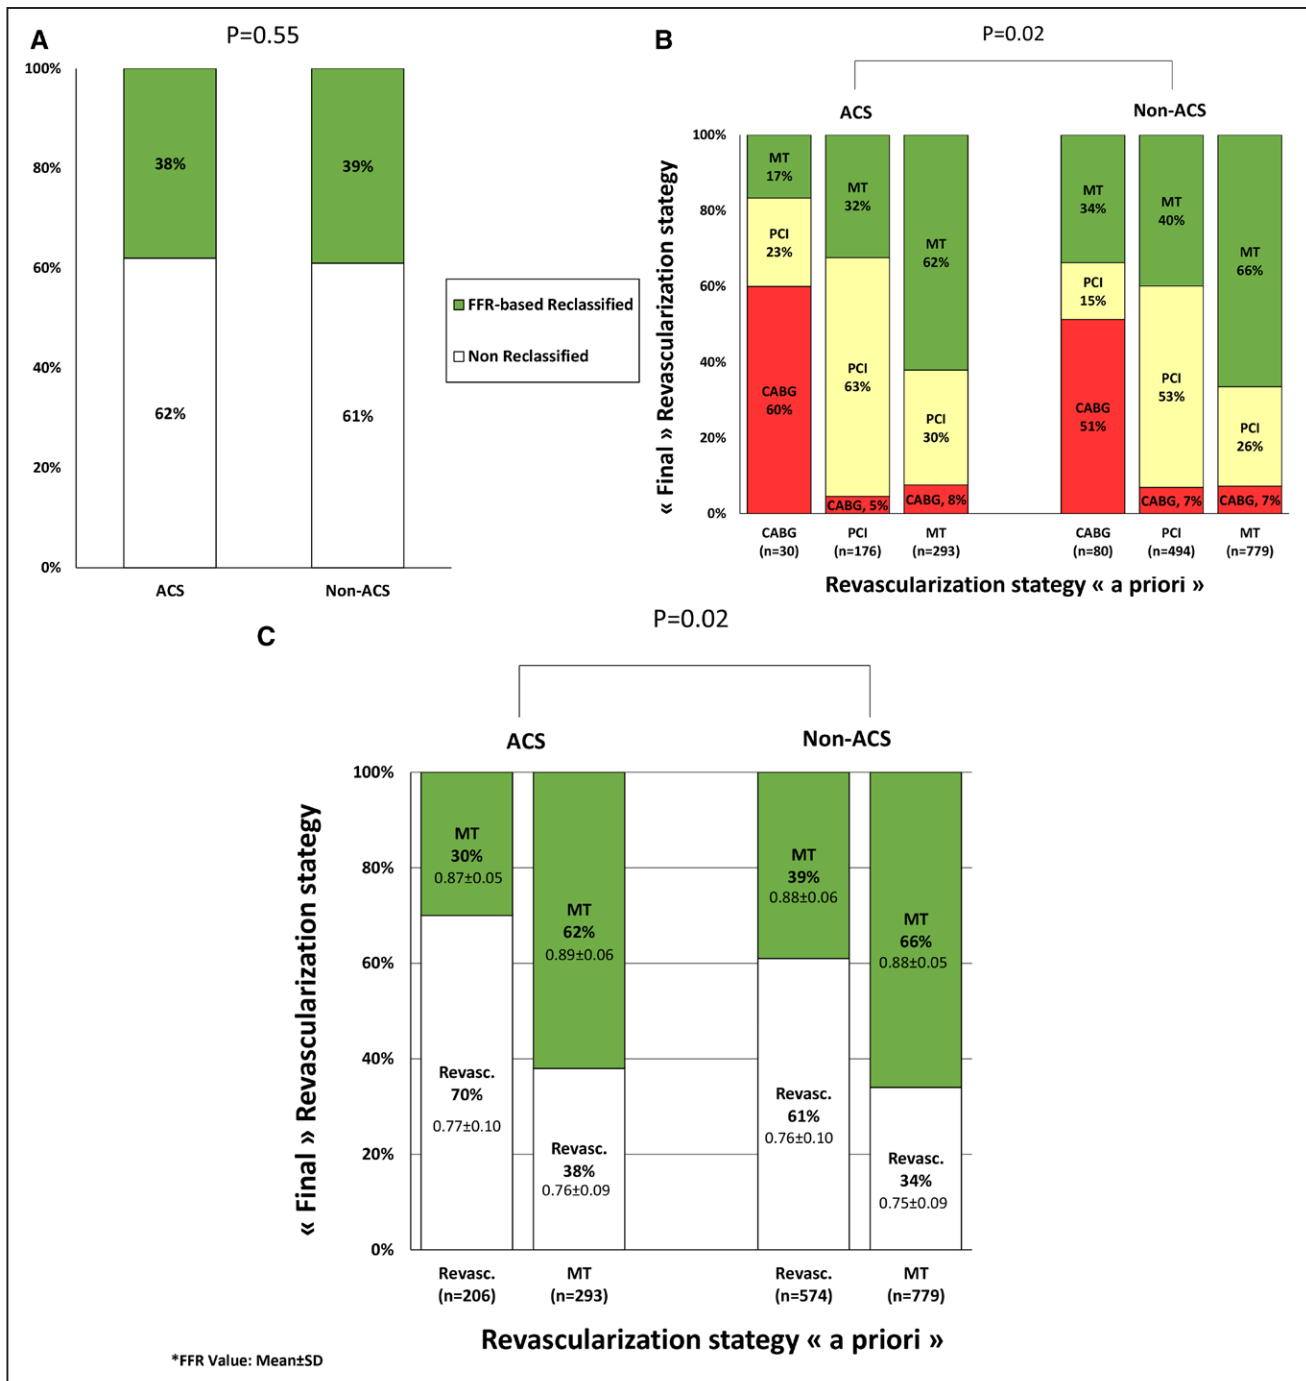 A
P=0.55
100%
80%
60%
40%
20%
0%
38%
39%
62%
61%
ACS
Non-ACS
FFR-based Reclassified
Non Reclassified
B
P=0.02
ACS
Non-ACS
« Final » Revascularization stategy
100%
80%
60%
40%
20%
0%
MT
17%
PCI
23%
CABG
60%
MT
32%
PCI
63%
CABG, 5%
MT
62%
PCI
30%
CABG, 8%
MT
34%
PCI
15%
CABG
51%
MT
40%
PCI
53%
CABG, 7%
MT
66%
PCI
26%
CABG, 7%
CABG
(n=30)
PCI
(n=176)
MT
(n=293)
CABG
(n=80)
PCI
(n=494)
MT
(n=779)
Revascularization stategy « a priori »
C
P=0.02
ACS
Non-ACS
« Final » Revascularization stategy
100%
80%
60%
40%
20%
0%
MT
30%
0.87±0.05
Revasc.
70%
0.77±0.10
MT
62%
0.89±0.06
Revasc.
38%
0.76±0.09
MT
39%
0.88±0.06
Revasc.
61%
0.76±0.10
MT
66%
0.88±0.05
Revasc.
34%
0.75±0.09
Revasc.
(n=206)
MT
(n=293)
Revasc.
(n=574)
MT
(n=779)
Revascularization stategy « a priori »
*FFR Value: Mean±SD